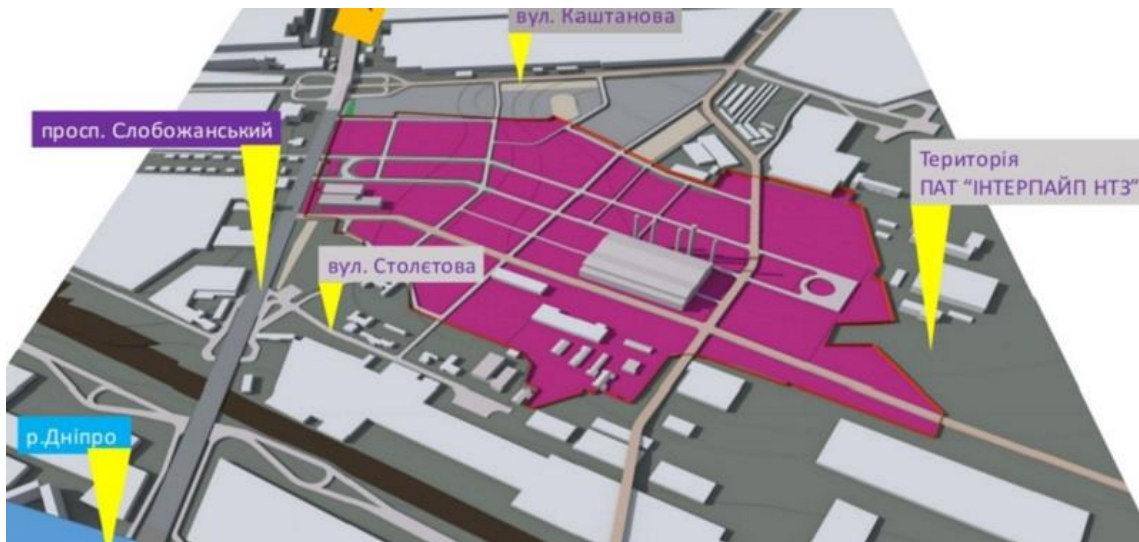 вул. Каштанова
просп. Слобожанський
Територія
ПАТ “ІНТЕРПАЙП НТЗ”
вул. Столєтова
р.Дніпро